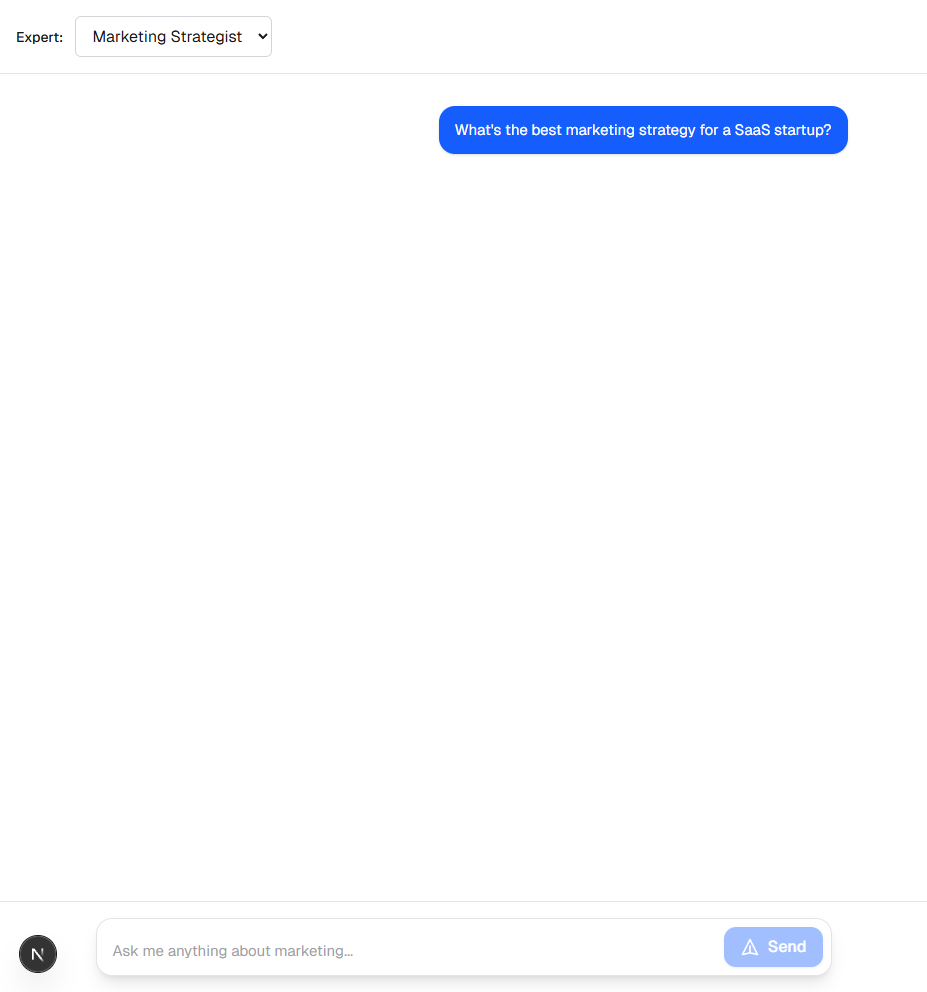 Expert:
Marketing Strategist
What's the best marketing strategy for a SaaS startup?
Ask me anything about marketing...
Send
N